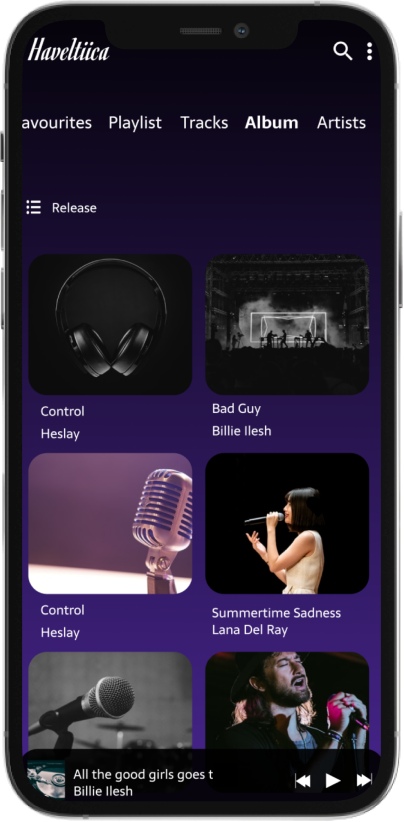 Haveltiica
avourites Playlist Tracks Album Artists
Release
Control
Heslay
Bad Guy
Billie Ilesh
Control
Heslay
Summertime Sadness
Lana Del Ray
All the good girls goes t
Billie Ilesh